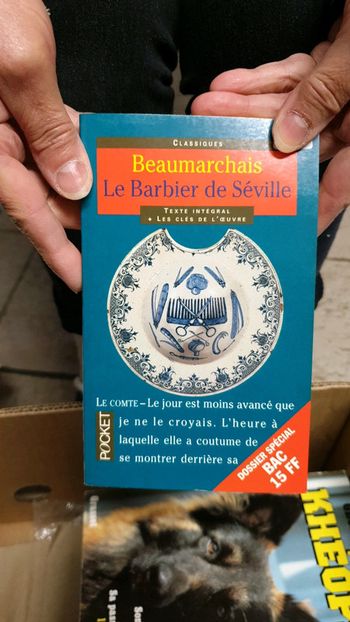 CLASSIQUES
Beaumarchais
Le Barbier de Séville
TEXTE INTÉGRAL
+ LES CLÉS DE L'ŒUVRE
LE COMTE – Le jour est moins avancé que
je ne le croyais. L'heure à
laquelle elle a coutume de
se montrer derrière sa
POCKET
DOSSIER SPÉCIAL
BAC
15 FF
KHEOP
Sa pas